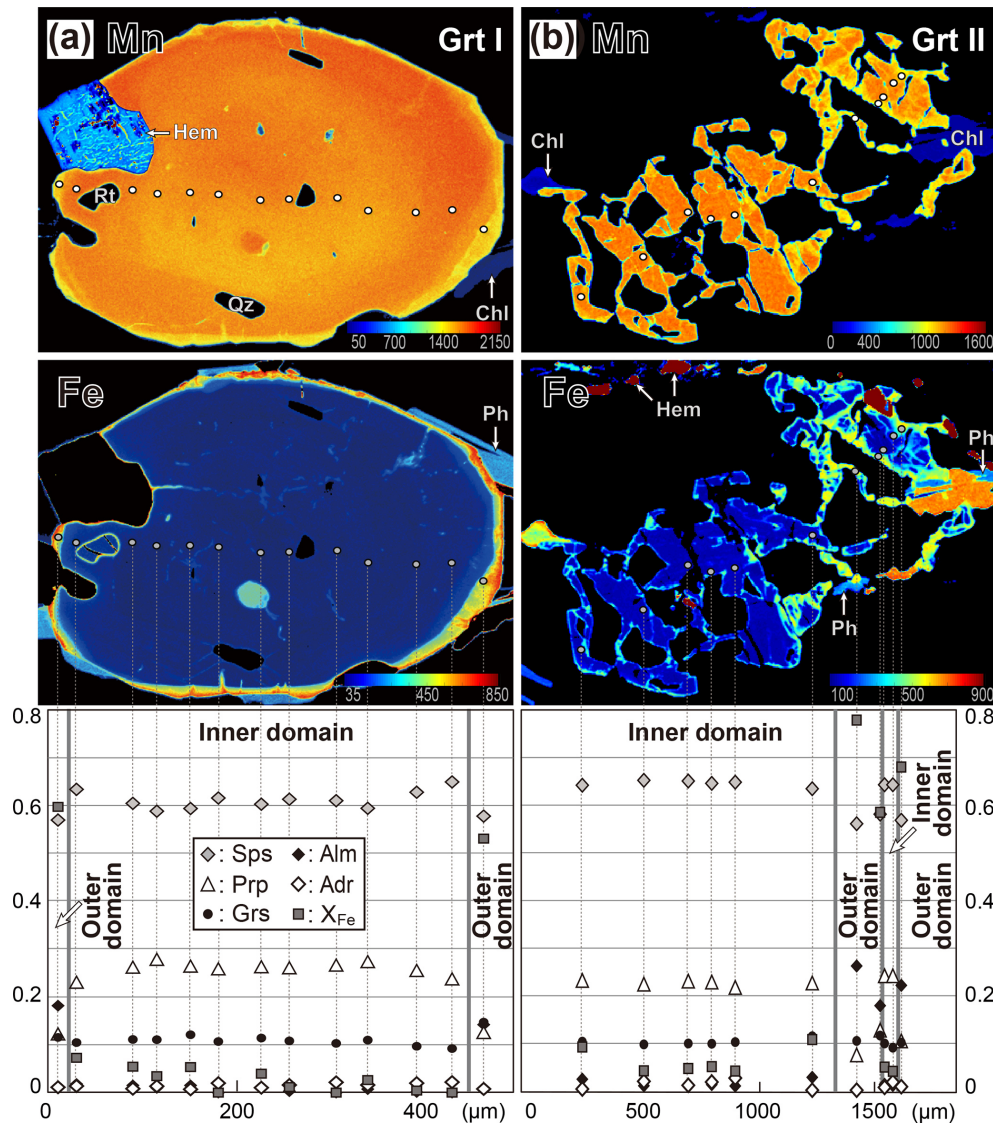 (a) Mn Grt I
Hem
Rt
Qz
Chl
50 700 1400 2150
(b) Mn Grt II
Chl
Chl
0 400 1000 1600
Fe
Ph
35 450 850
Fe
Hem
Ph
Ph
100 500 900
0.8
0.6
0.4
0.2
0
Inner domain
Outer
domain
Outer
domain
: Sps : Alm
: Prp : Adr
: Grs : XFe
0 200 400 (μm)
Inner domain
Outer
domain
Inner
domain
Outer
domain
0.8
0.6
0.4
0.2
0
0 500 1000 1500 (μm)